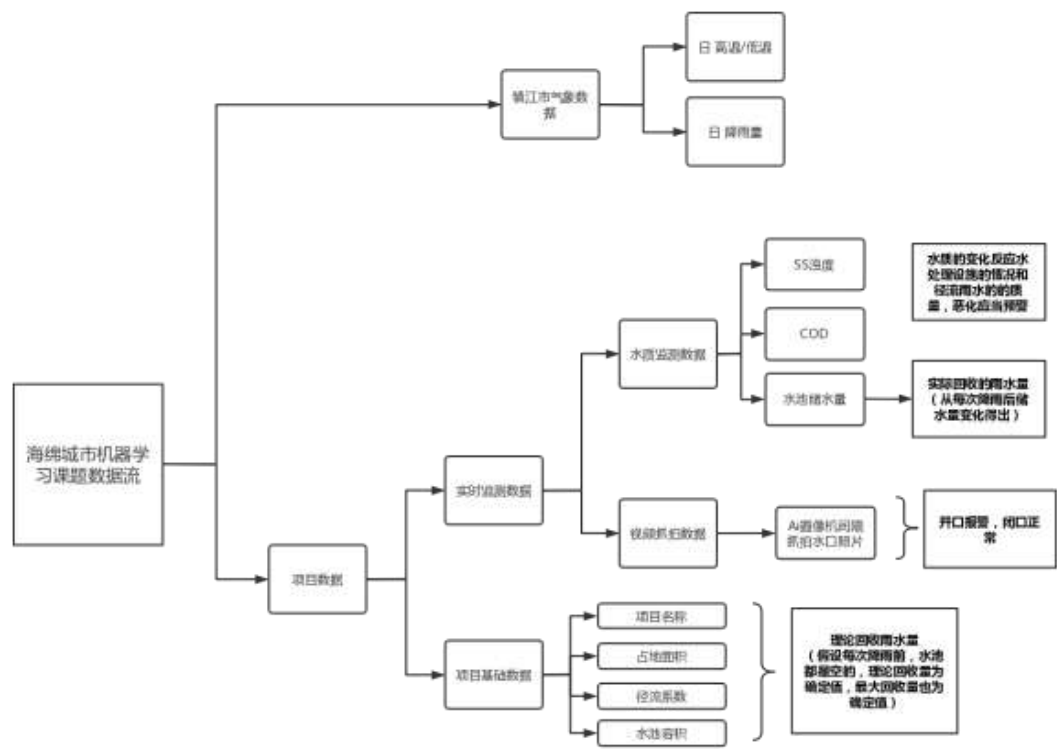 日 高温/低温
镇江市气象数
据
日 降雨量
SS浊度
水质的变化反应水
处理设施的情况和
径流雨水的的质
量，恶化应当预警
COD
水质监测数据
水池储水量
实际回收的雨水量
（从每次降雨后储
水量变化得出）
海绵城市机器学
习课题数据流
实时监测数据
视频抓拍数据
Ai摄像机间隔
抓拍水口照片
开口报警，闭口正
常
项目数据
项目名称
占地面积
项目基础数据
径流系数
水池容积
理论回收雨水量
（假设每次降雨前，水池
都是空的，理论回收量为
确定值，最大回收量也为
确定值）